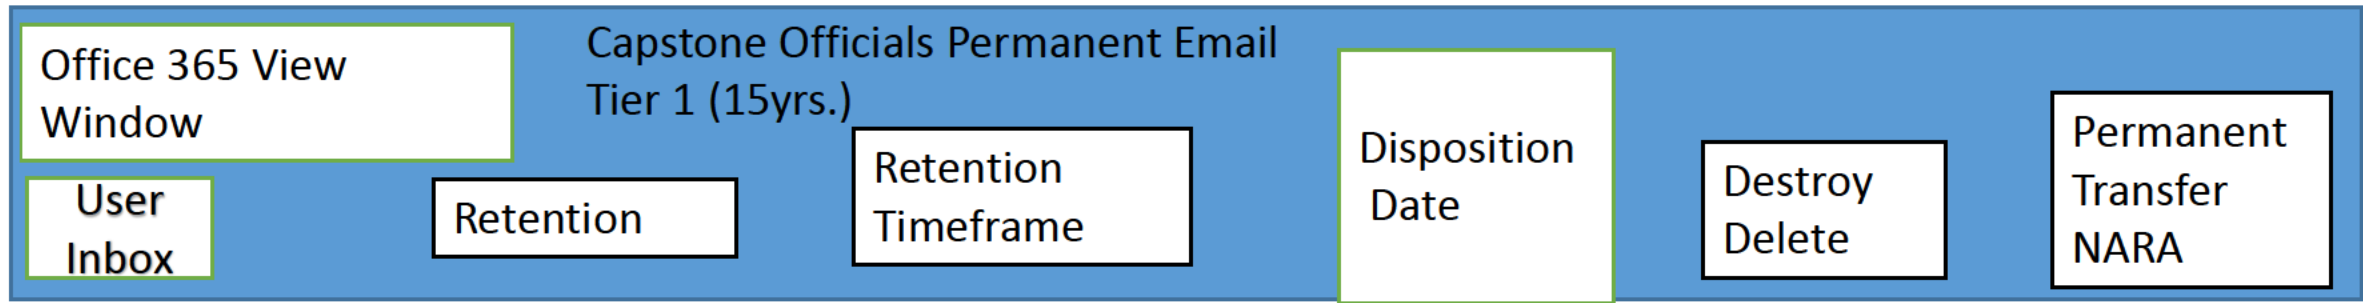 Office 365 View
Window
Capstone Officials Permanent Email
Tier 1 (15yrs.)
User
Inbox
Retention
Retention
Timeframe
Disposition
Date
Destroy
Delete
Permanent
Transfer
NARA